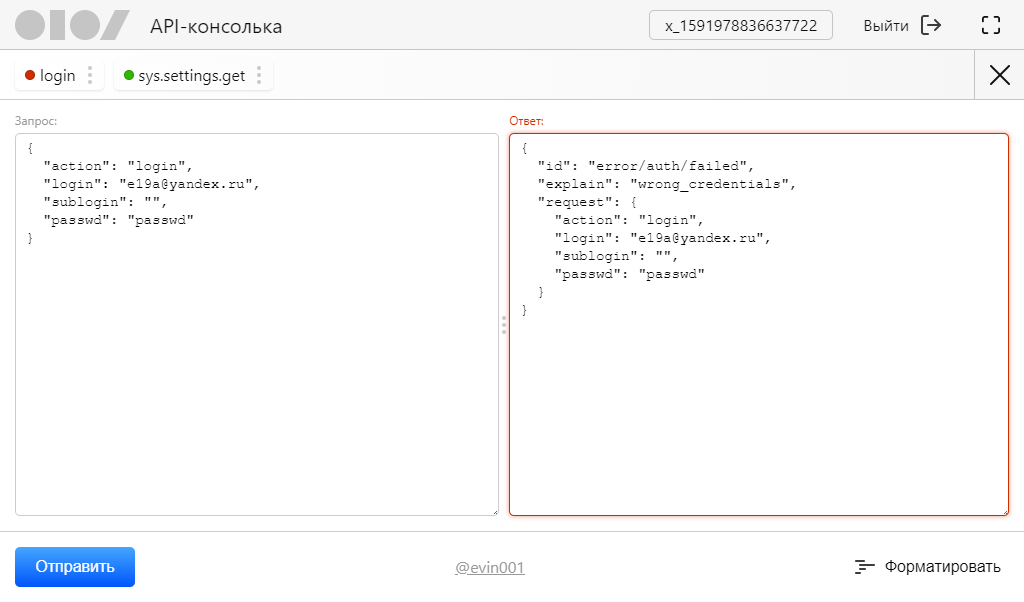 API-консолька
x_1591978836637722
Выйти
login
sys.settings.get
Запрос:
{
"action": "login",
"login": "e19a@yandex.ru",
"sublogin": "",
"passwd": "passwd"
}
Ответ:
{
"id": "error/auth/failed",
"explain": "wrong_credentials",
"request": {
"action": "login",
"login": "e19a@yandex.ru",
"sublogin": "",
"passwd": "passwd"
}
}
Отправить
@evin001
Форматировать